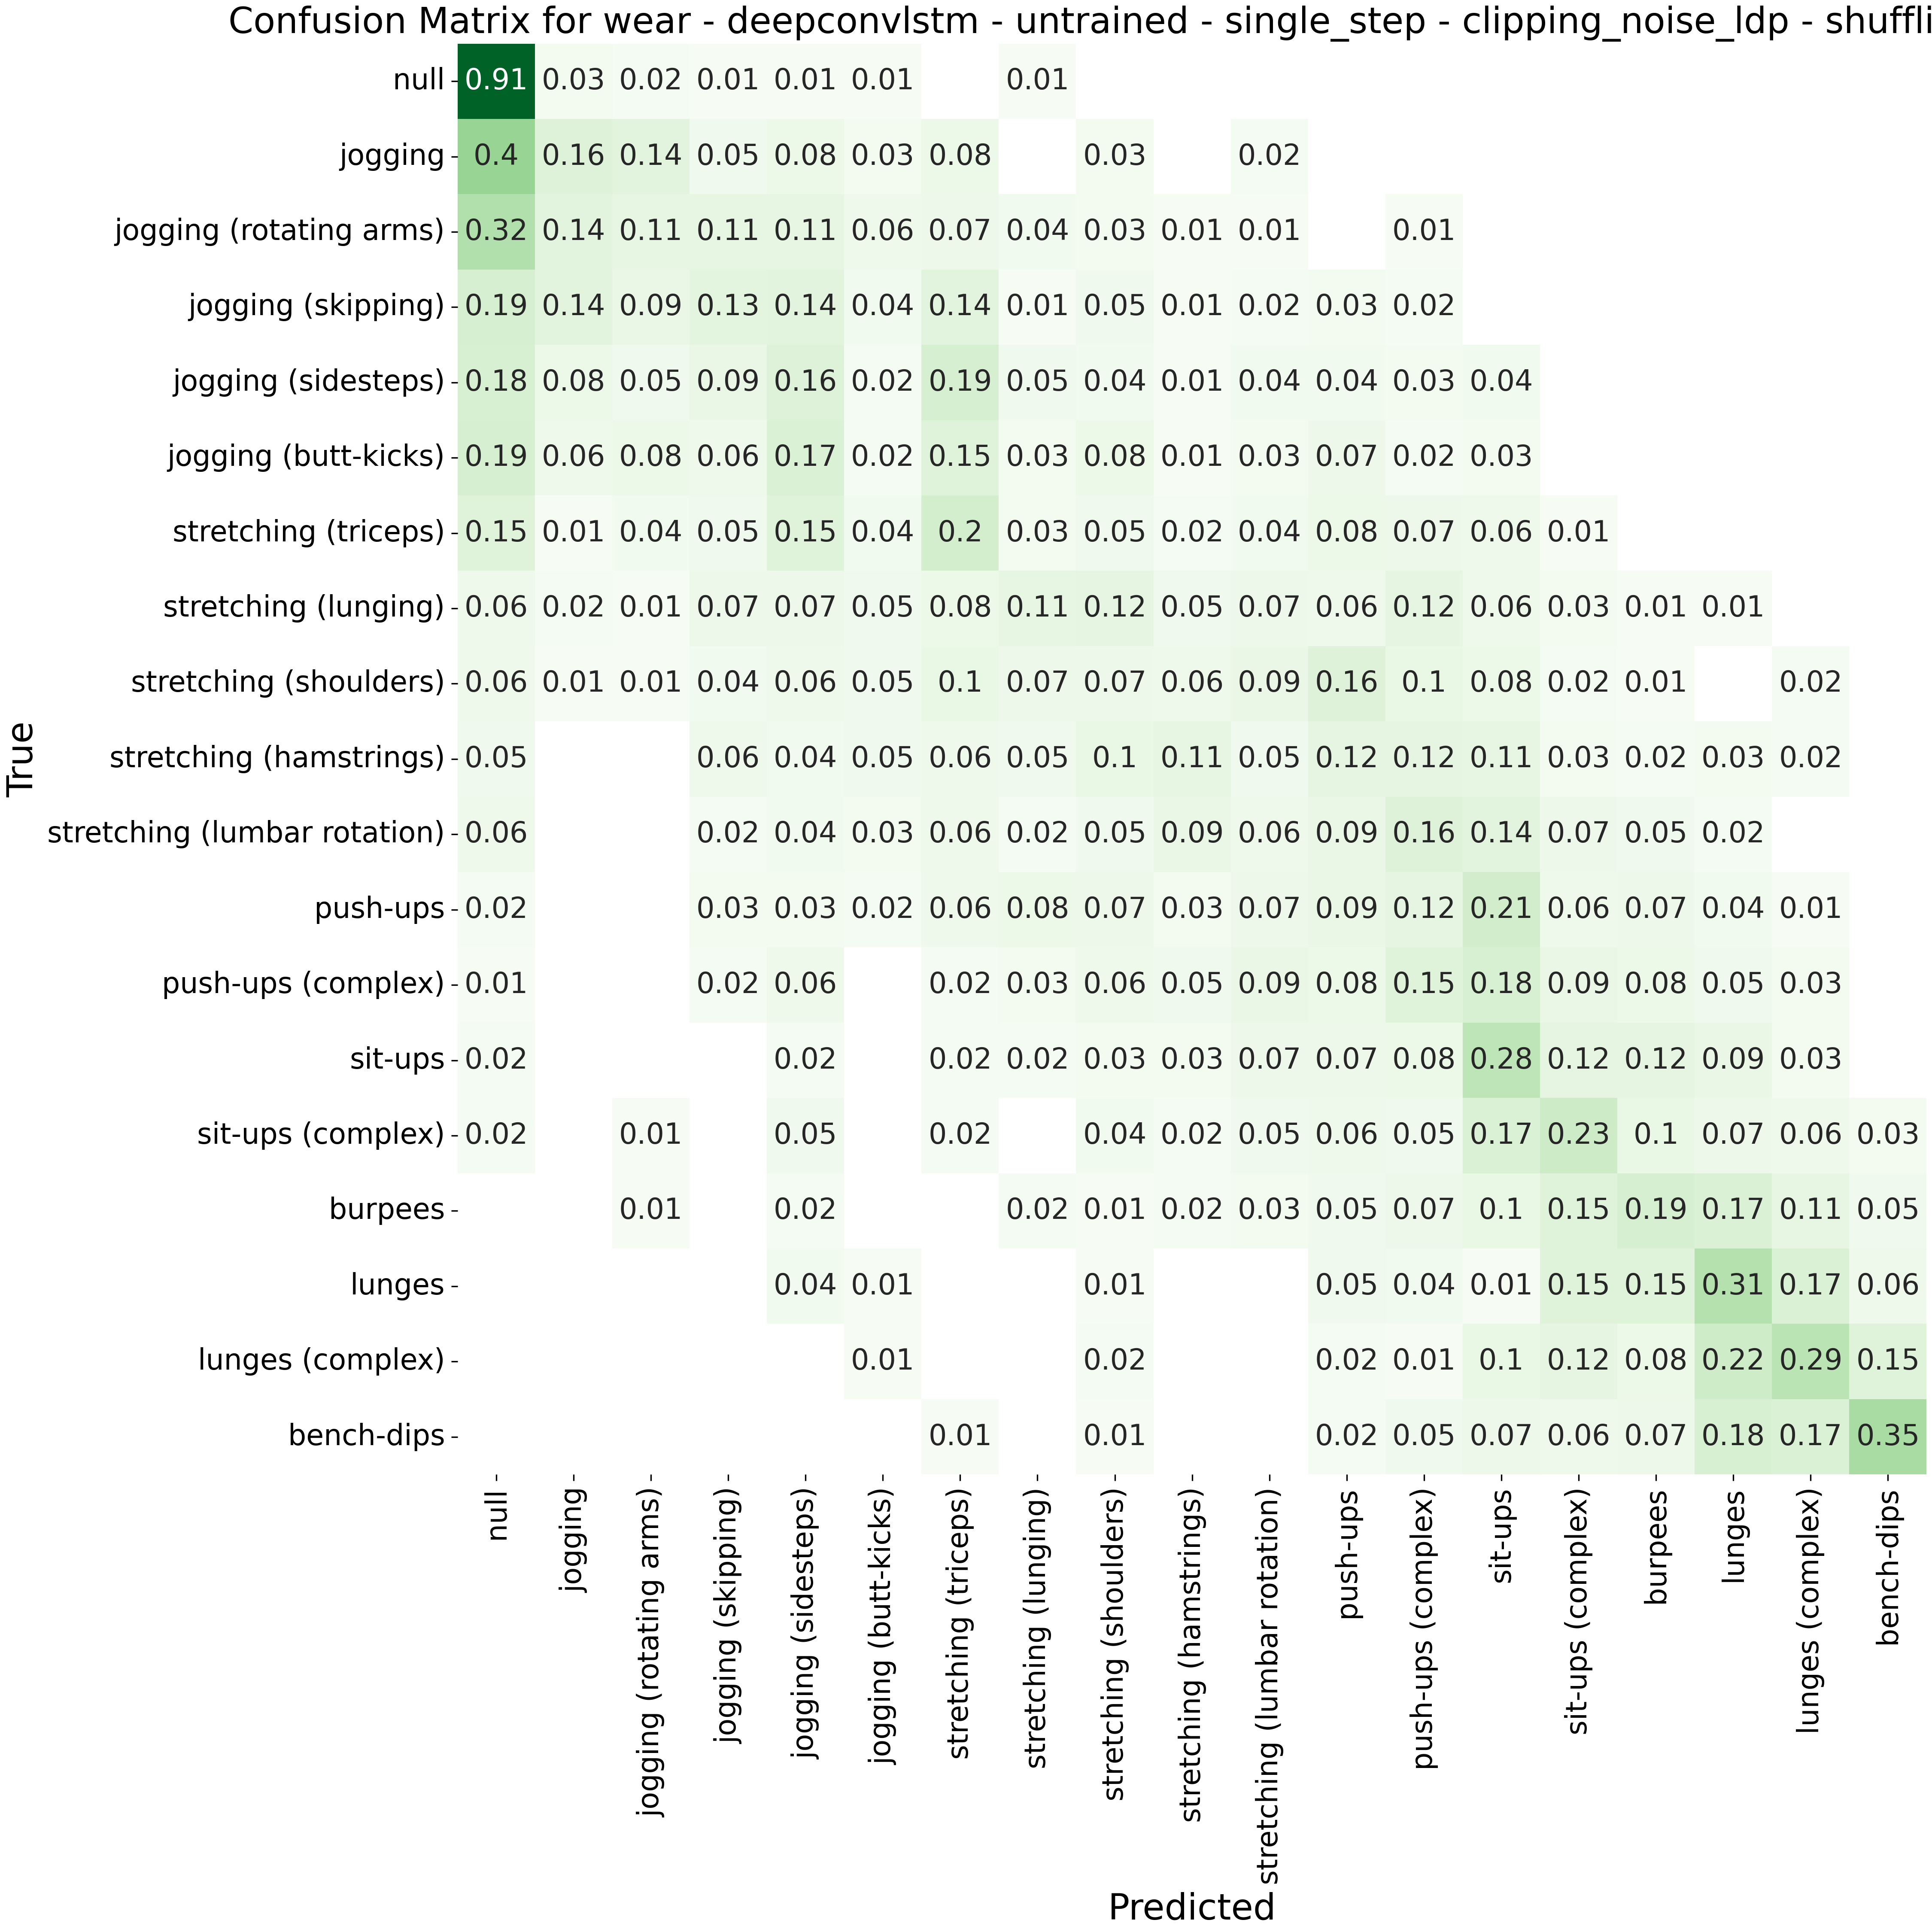 Confusion Matrix for wear - deepconvlstm - untrained - single_step - clipping_noise_ldp - shuffli
null 0.91 0.03 0.02 0.01 0.01 0.01 0.01
jogging 0.4 0.16 0.14 0.05 0.08 0.03 0.08 0.03 0.02
jogging (rotating arms) 0.32 0.14 0.11 0.11 0.11 0.06 0.07 0.04 0.03 0.01 0.01 0.01
jogging (skipping) 0.19 0.14 0.09 0.13 0.14 0.04 0.14 0.01 0.05 0.01 0.02 0.03 0.02
jogging (sidesteps) 0.18 0.08 0.05 0.09 0.16 0.02 0.19 0.05 0.04 0.01 0.04 0.04 0.03 0.04
jogging (butt-kicks) 0.19 0.06 0.08 0.06 0.17 0.02 0.15 0.03 0.08 0.01 0.03 0.07 0.02 0.03
stretching (triceps) 0.15 0.01 0.04 0.05 0.15 0.04 0.2 0.03 0.05 0.02 0.04 0.08 0.07 0.06 0.01
stretching (lunging) 0.06 0.02 0.01 0.07 0.07 0.05 0.08 0.11 0.12 0.05 0.07 0.06 0.12 0.06 0.03 0.01 0.01
stretching (shoulders) 0.06 0.01 0.01 0.04 0.06 0.05 0.1 0.07 0.07 0.06 0.09 0.16 0.1 0.08 0.02 0.01 0.02
stretching (hamstrings) 0.05 0.06 0.04 0.05 0.06 0.05 0.1 0.11 0.05 0.12 0.12 0.11 0.03 0.02 0.03 0.02
stretching (lumbar rotation) 0.06 0.02 0.04 0.03 0.06 0.02 0.05 0.09 0.06 0.09 0.16 0.14 0.07 0.05 0.02
push-ups 0.02 0.03 0.03 0.02 0.06 0.08 0.07 0.03 0.07 0.09 0.12 0.21 0.06 0.07 0.04 0.01
push-ups (complex) 0.01 0.02 0.06 0.02 0.03 0.06 0.05 0.09 0.08 0.15 0.18 0.09 0.08 0.05 0.03
sit-ups 0.02 0.02 0.02 0.02 0.03 0.03 0.07 0.07 0.08 0.28 0.12 0.12 0.09 0.03
sit-ups (complex) 0.02 0.01 0.05 0.02 0.04 0.02 0.05 0.06 0.05 0.17 0.23 0.1 0.07 0.06 0.03
burpees 0.01 0.02 0.02 0.01 0.02 0.03 0.05 0.07 0.1 0.15 0.19 0.17 0.11 0.05
lunges 0.04 0.01 0.01 0.05 0.04 0.01 0.15 0.15 0.31 0.17 0.06
lunges (complex) 0.01 0.02 0.02 0.01 0.1 0.12 0.08 0.22 0.29 0.15
bench-dips 0.01 0.01 0.02 0.05 0.07 0.06 0.07 0.18 0.17 0.35
True
null
jogging
jogging (rotating arms)
jogging (skipping)
jogging (sidesteps)
jogging (butt-kicks)
stretching (triceps)
stretching (lunging)
stretching (shoulders)
stretching (hamstrings)
stretching (lumbar rotation)
push-ups
push-ups (complex)
sit-ups
sit-ups (complex)
burpees
lunges
lunges (complex)
bench-dips
Predicted